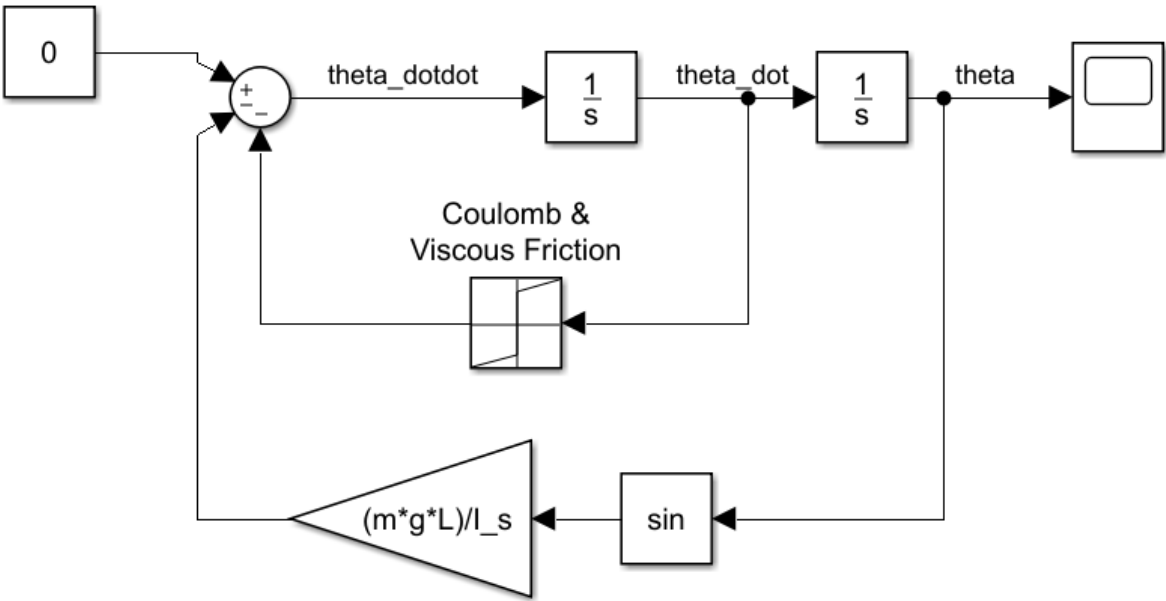 0
+
−
−
theta_dotdot
1
s
theta_dot
1
s
theta
Coulomb &
Viscous Friction
(m*g*L)/I_s
sin